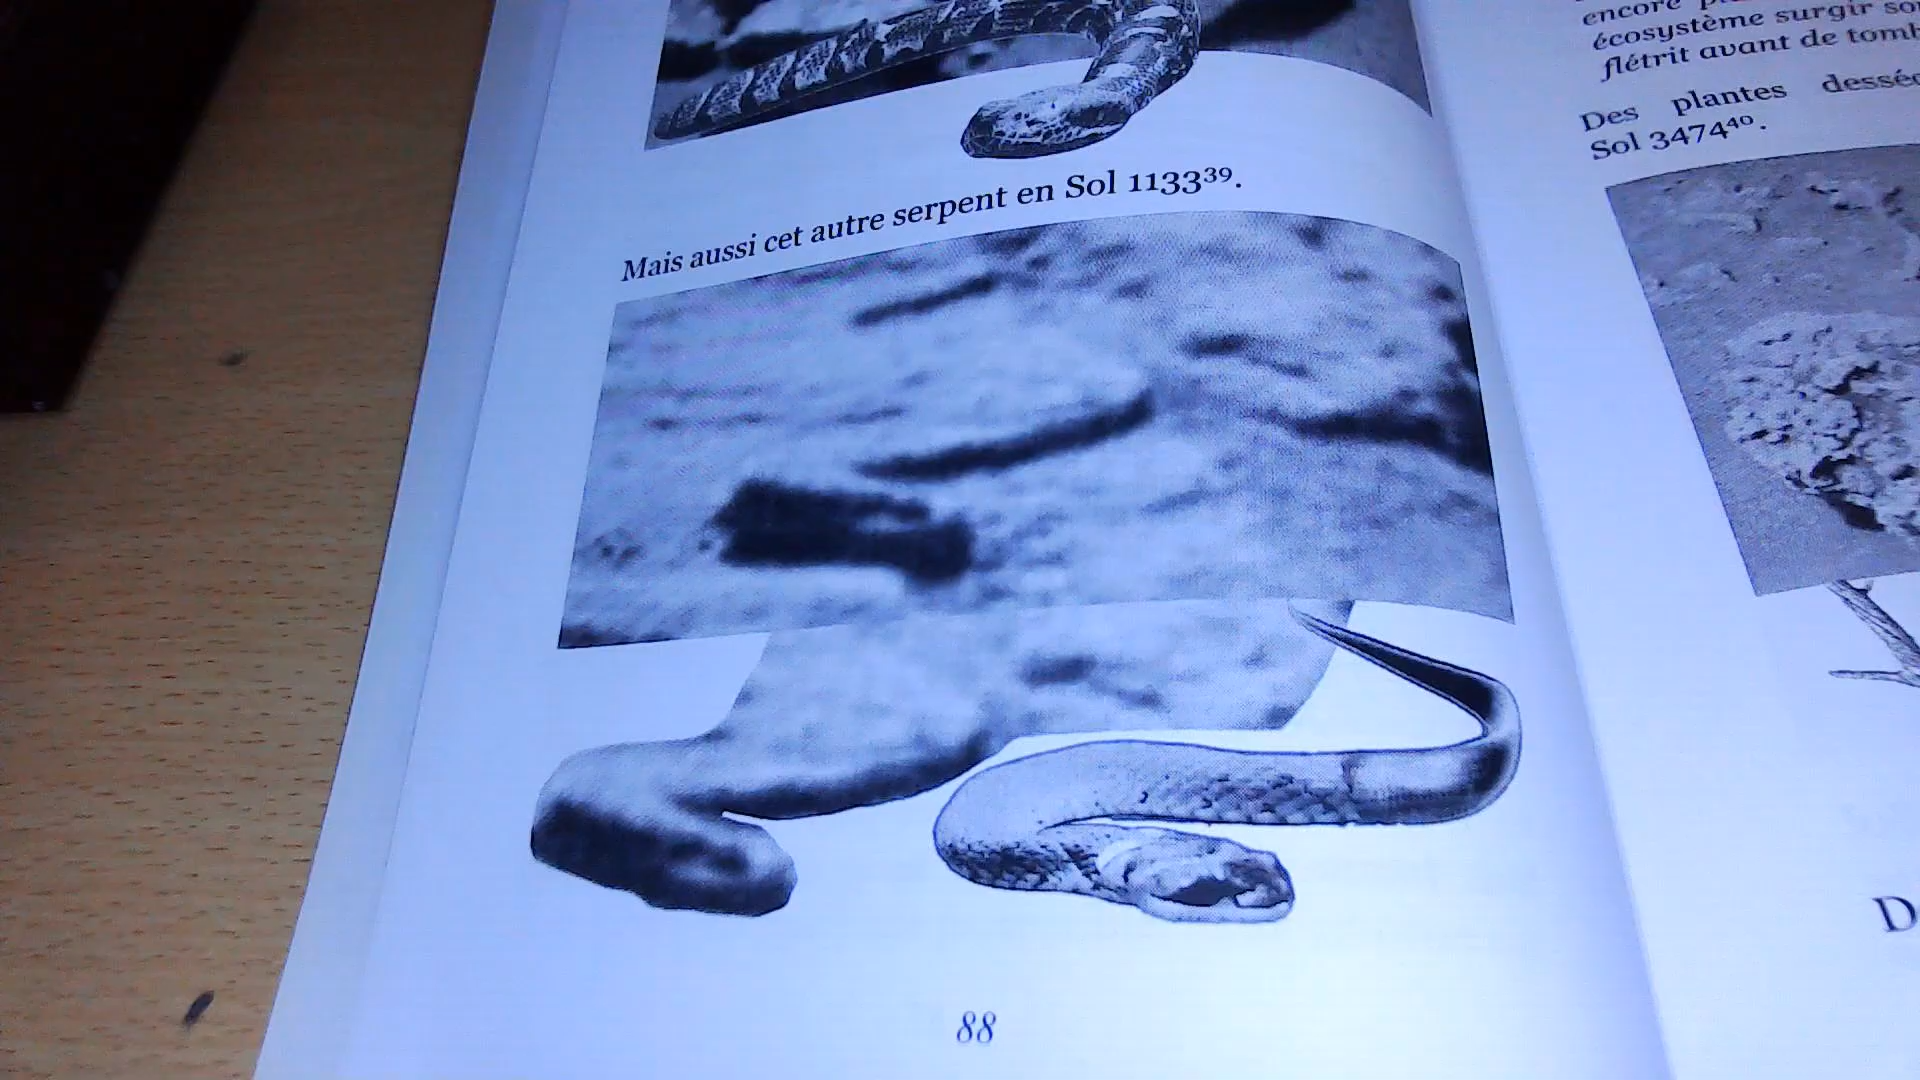 Mais aussi cet autre serpent en Sol 1133³⁹.
88
encore
écosystème surgir
flétrit avant de
Des plantes
Sol 3474⁴⁰.